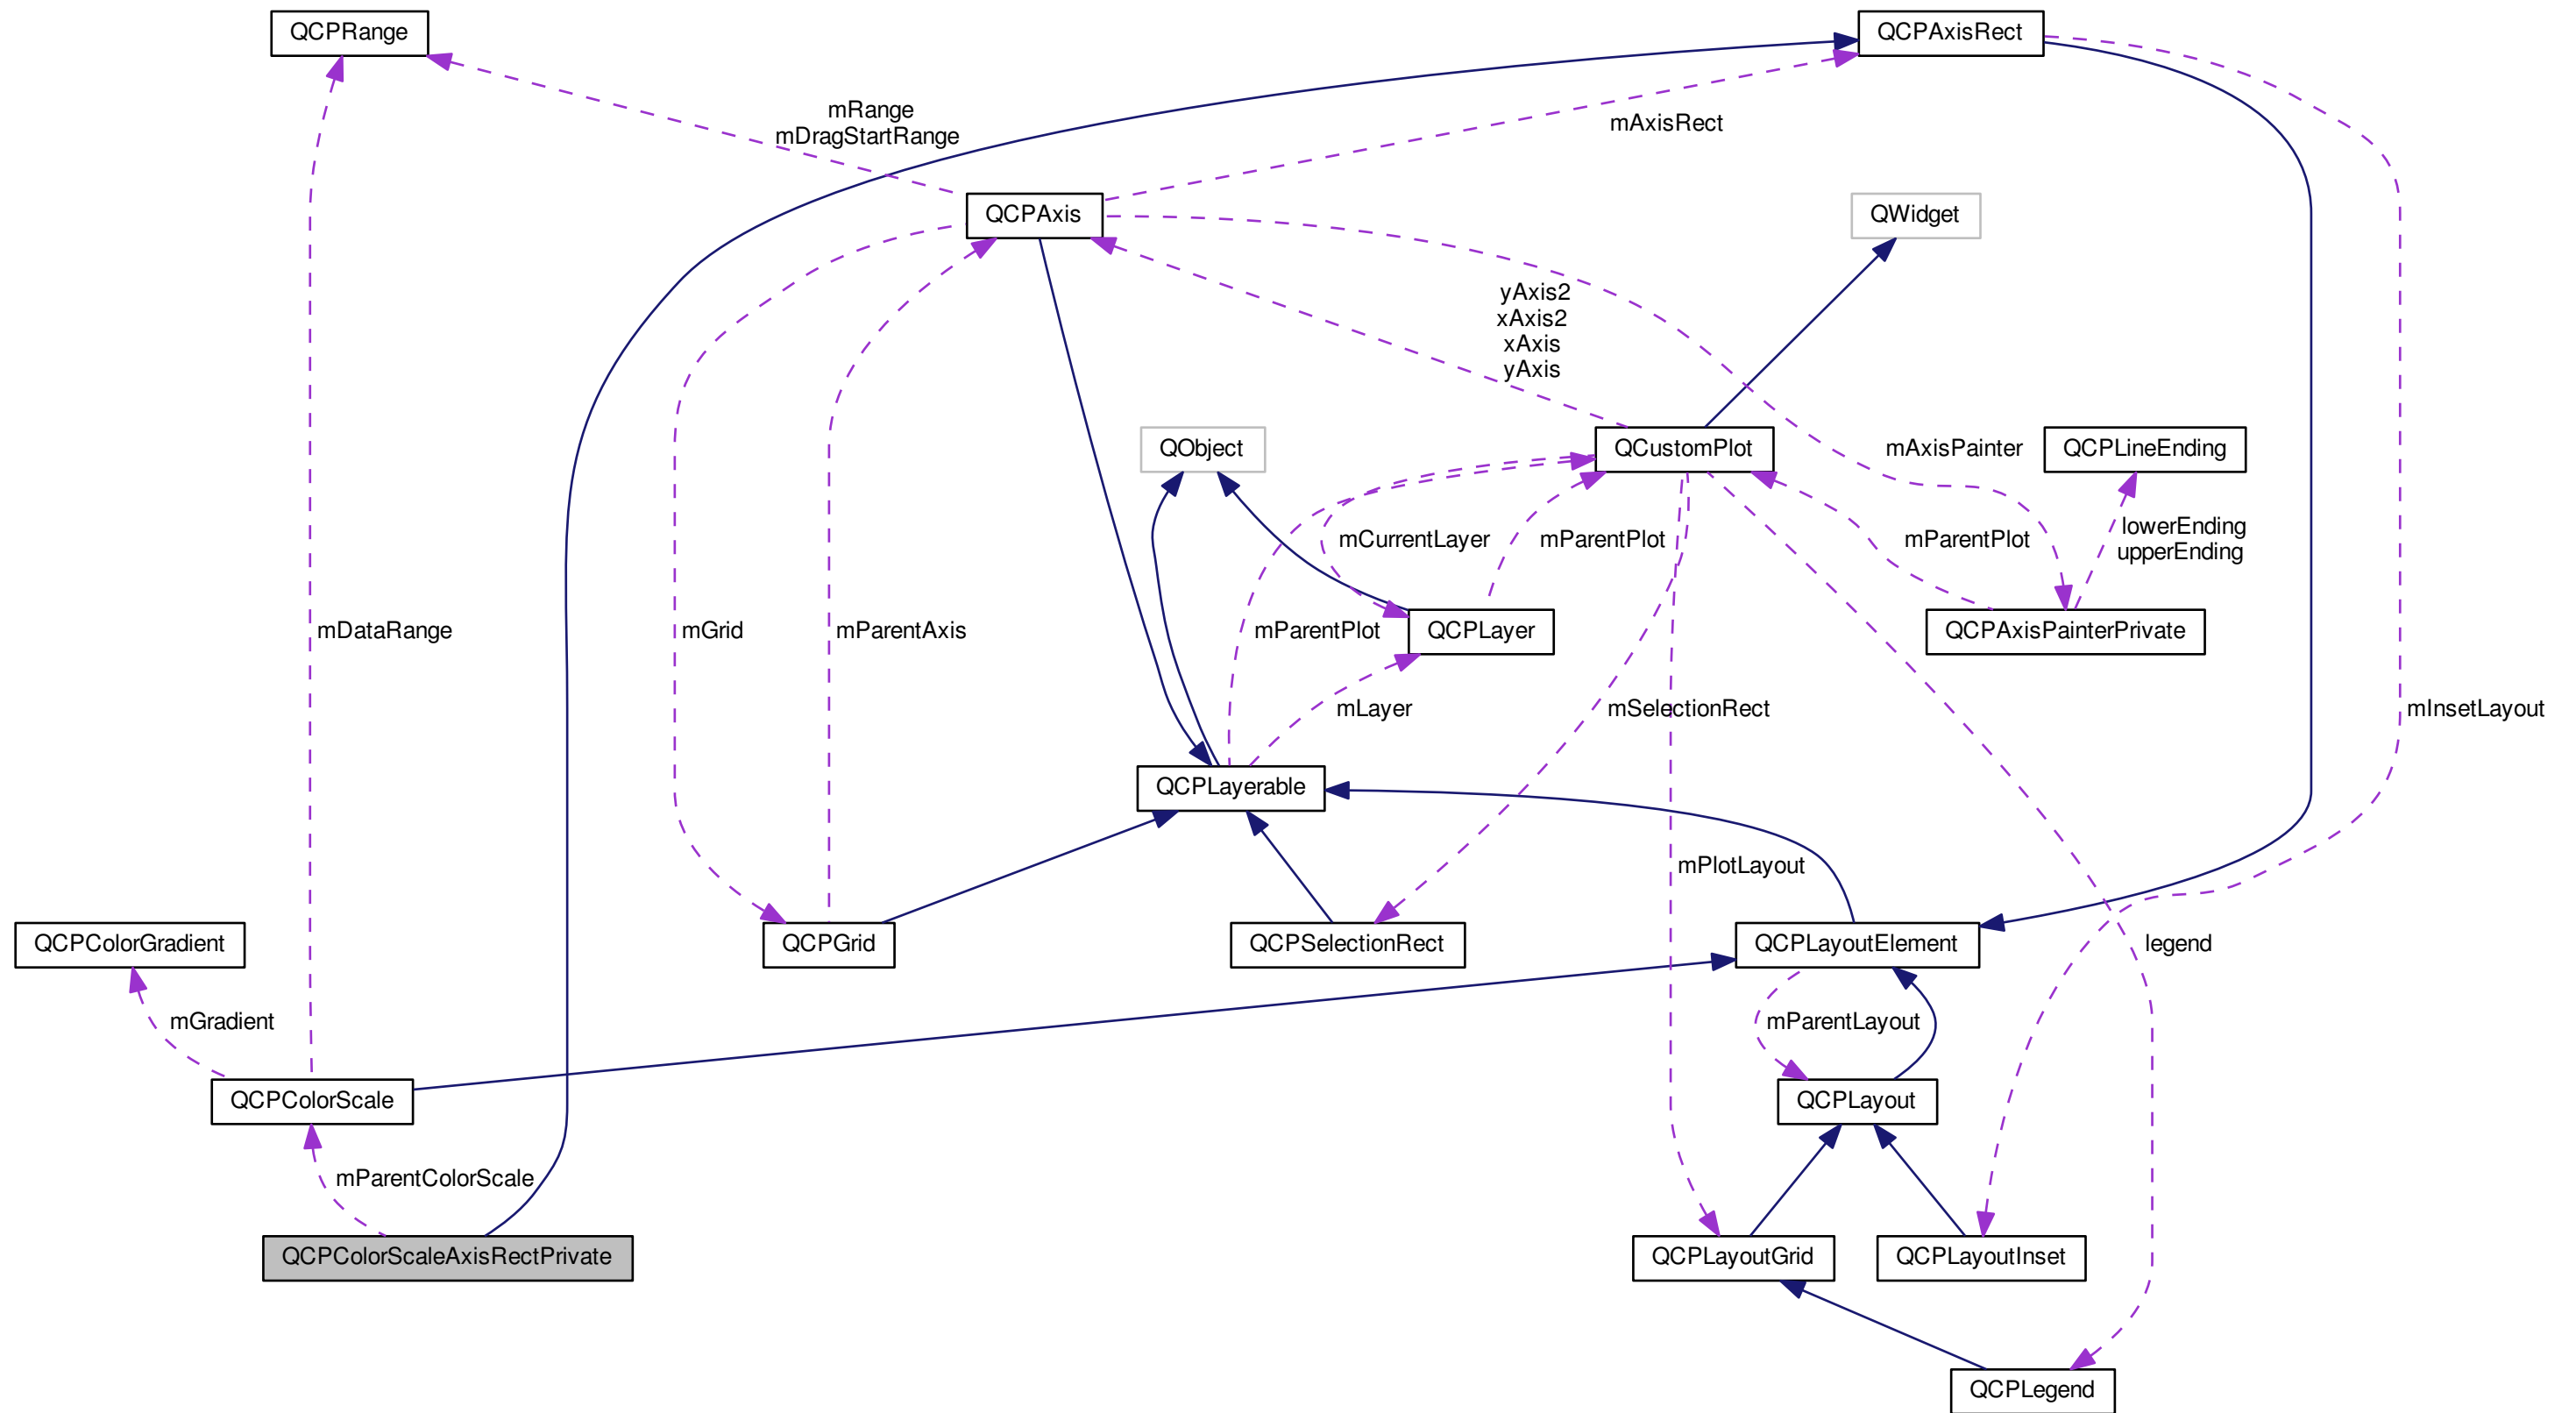 QCPRange
QCPAxisRect
mRange
mDragStartRange
mAxisRect
QCPAxis
QWidget
yAxis2
xAxis2
xAxis
yAxis
QObject
QCustomPlot
mAxisPainter
QCPLineEnding
mCurrentLayer
mParentPlot
mParentPlot
lowerEnding
upperEnding
mDataRange
mGrid
mParentAxis
mParentPlot
QCPLayer
QCPAxisPainterPrivate
mLayer
mSelectionRect
mInsetLayout
QCPLayerable
mPlotLayout
QCPColorGradient
QCPGrid
QCPSelectionRect
QCPLayoutElement
legend
mGradient
mParentLayout
QCPColorScale
QCPLayout
mParentColorScale
QCPColorScaleAxisRectPrivate
QCPLayoutGrid
QCPLayoutInset
QCPLegend